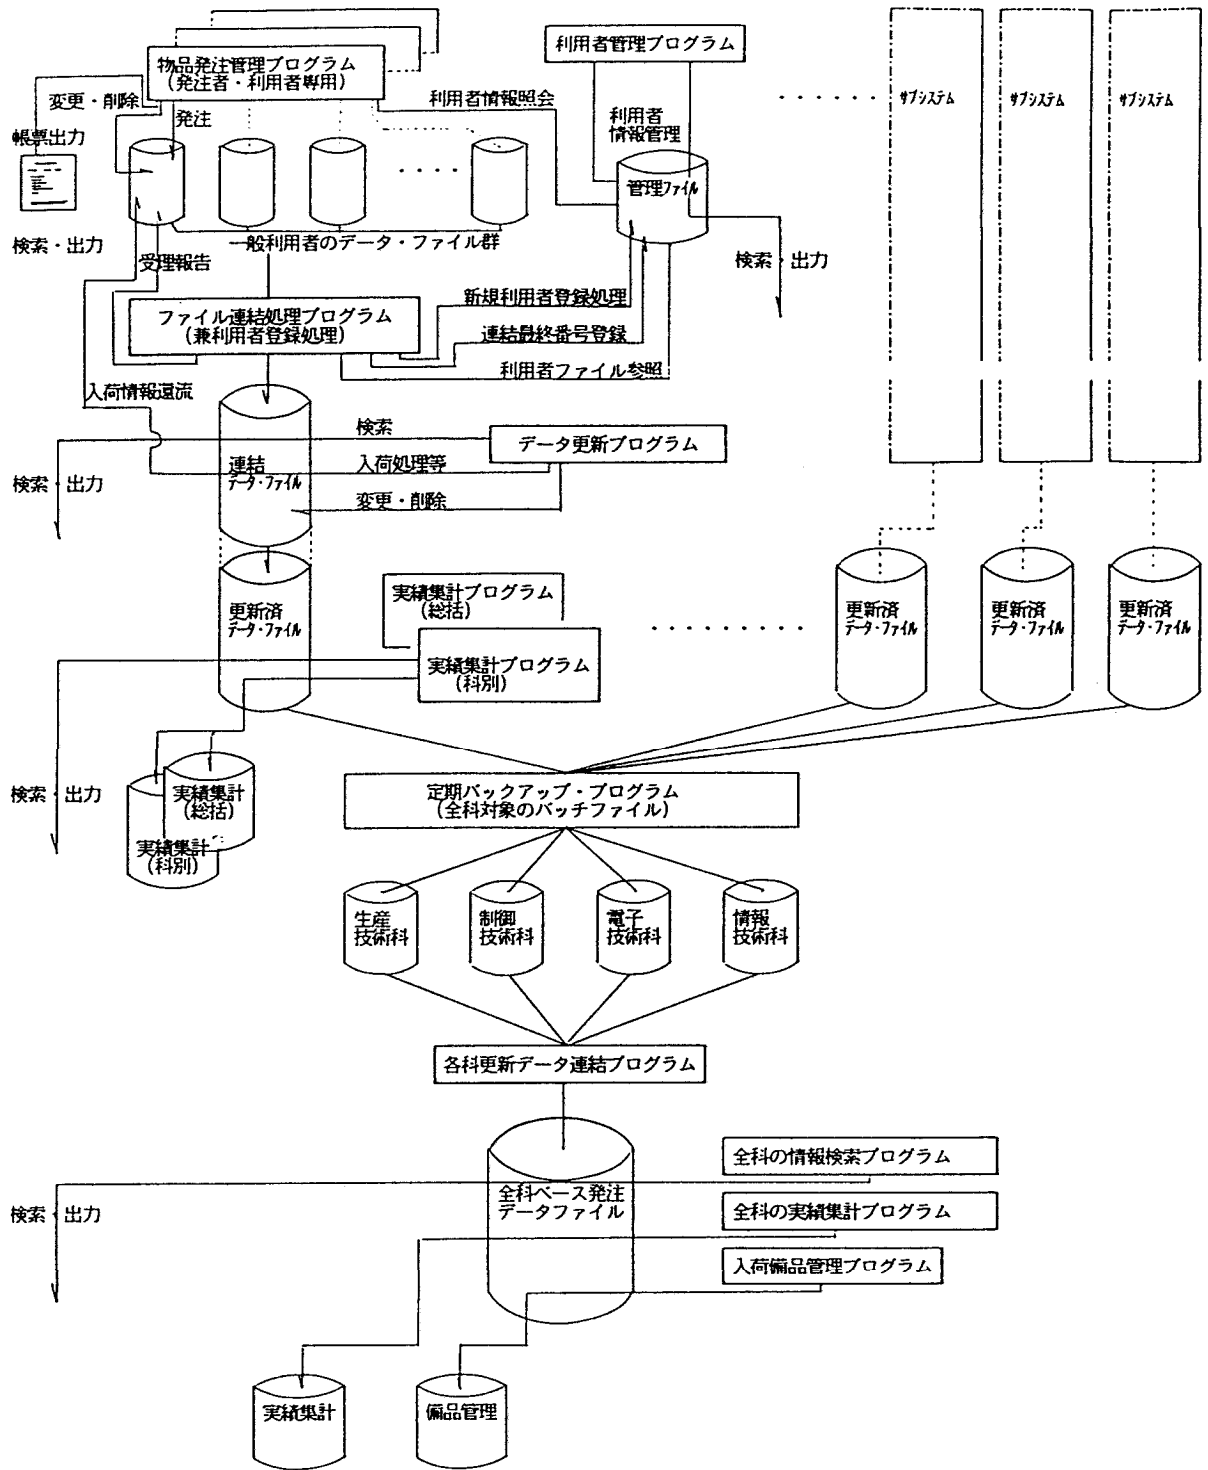 物品発注管理プログラム
(発注者・利用者専用)
利用者管理プログラム
変更・削除
発注
利用者情報照会
利用者
情報管理
サブシステム
サブシステム
サブシステム
帳票出力
管理ファイル
検索・出力
受理報告
一般利用者のデータ・ファイル群
検索・出力
新規利用者登録処理
ファイル連結処理プログラム
(兼利用者登録処理)
連結最終番号登録
利用者ファイル参照
入荷情報還流
検索
データ更新プログラム
連結
データ・ファイル
入荷処理等
検索・出力
変更・削除
実績集計プログラム
(総括)
更新済
データ・ファイル
更新済
データ・ファイル
更新済
データ・ファイル
更新済
データ・ファイル
実績集計プログラム
(科別)
検索・出力
実績集計
(総括)
実績集計
(科別)
定期バックアップ・プログラム
(全科対象のバッチファイル)
生産
技術科
制御
技術科
電子
技術科
情報
技術科
各科更新データ連結プログラム
全科の情報検索プログラム
検索・出力
全科ベース発注
データファイル
全科の実績集計プログラム
入荷備品管理プログラム
実績集計
備品管理